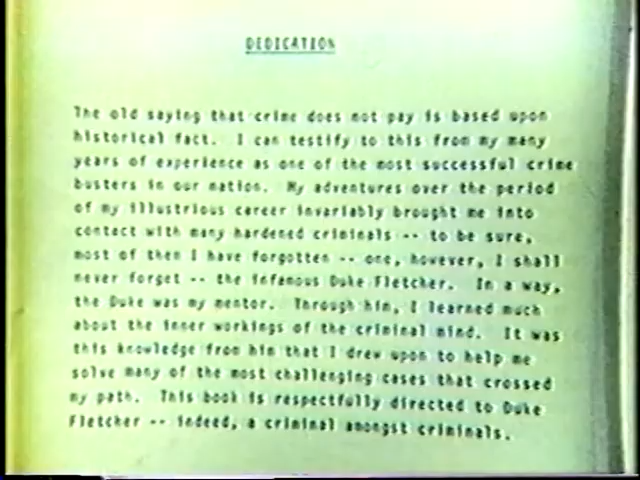 DEDICATION
The old saying that crime does not pay is based upon
historical fact. I can testify to this from my many
years of experience as one of the most successful crime
busters in our nation. My adventures over the period
of my illustrious career invariably brought me into
contact with many hardened criminals -- to be sure,
most of them I have forgotten -- one, however, I shall
never forget -- the infamous Duke Fletcher. In a way,
the Duke was my mentor. Through him, I learned much
about the inner workings of the criminal mind. It was
this knowledge from him that I drew upon to help me
solve many of the most challenging cases that crossed
my path. This book is respectfully directed to Duke
Fletcher -- indeed, a criminal amongst criminals.